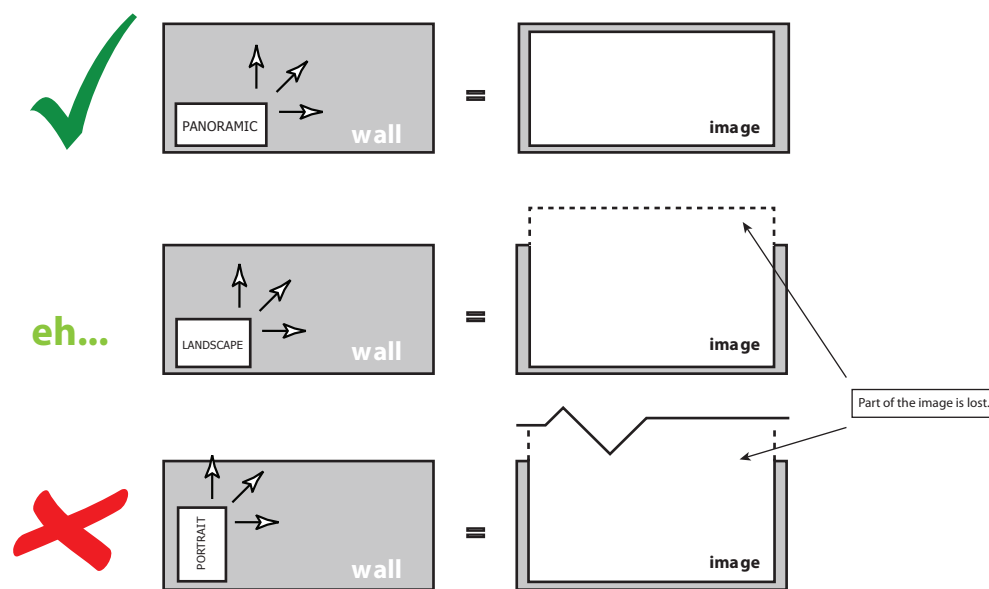 PANORAMIC
wall
=
image
eh...
LANDSCAPE
wall
=
image
Part of the image is lost.
PORTRAIT
wall
=
image